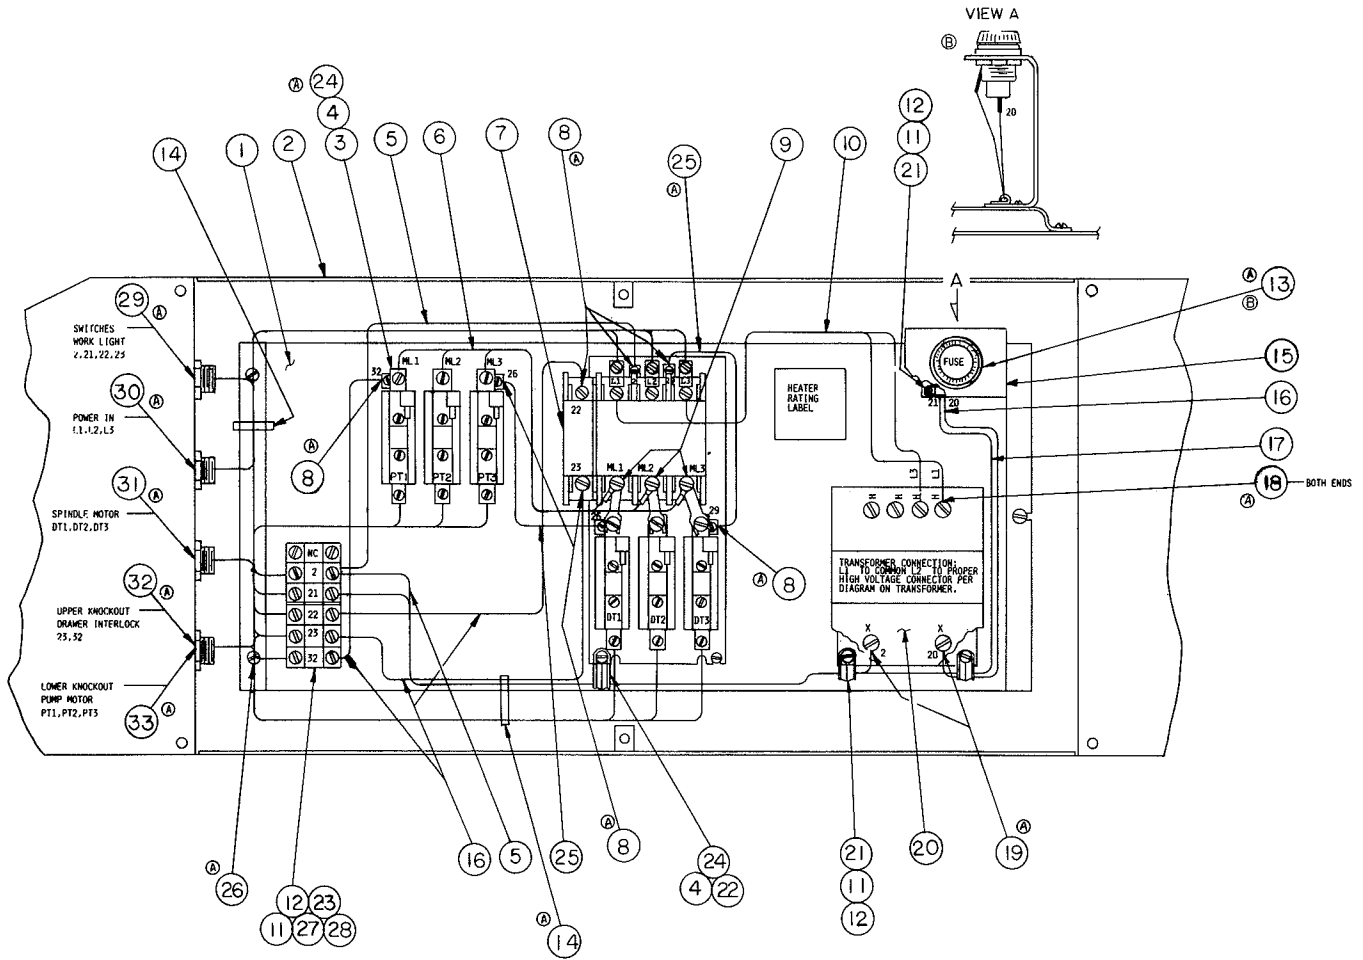 VIEW A
B
20
A 24
4
3
5
6
7
8
A
9
10
12
11
21
25
A
14
1
2
A
A 13
B
29 A
SWITCHES
WORK LIGHT
2,21,22,23
30 A
POWER IN
L1,L2,L3
31 A
SPINDLE MOTOR
DT1,DT2,DT3
32 A
UPPER KNOCKOUT
DRAWER INTERLOCK
23,32
LOWER KNOCKOUT
PUMP MOTOR
PT1,PT2,PT3
33 A
32 ML1 ML2 ML3 26
PT1 PT2 PT3
A
8
L1 L2 L3
22
23 ML1 ML2 ML3
29
DT1 DT2 DT3
A 8
HEATER
RATING
LABEL
FUSE
21 20
15
16
17
18 BOTH ENDS
A
L3 L1
H H H H
TRANSFORMER CONNECTION:
L1 TO COMMON L2 TO PROPER
HIGH VOLTAGE CONNECTOR PER
DIAGRAM ON TRANSFORMER.
X X
2 20
NC
2
21
22
23
32
A
26
12 23
11 27 28
16
5
25
A
14
A
8
24
4 22
21
11
12
20
19 A